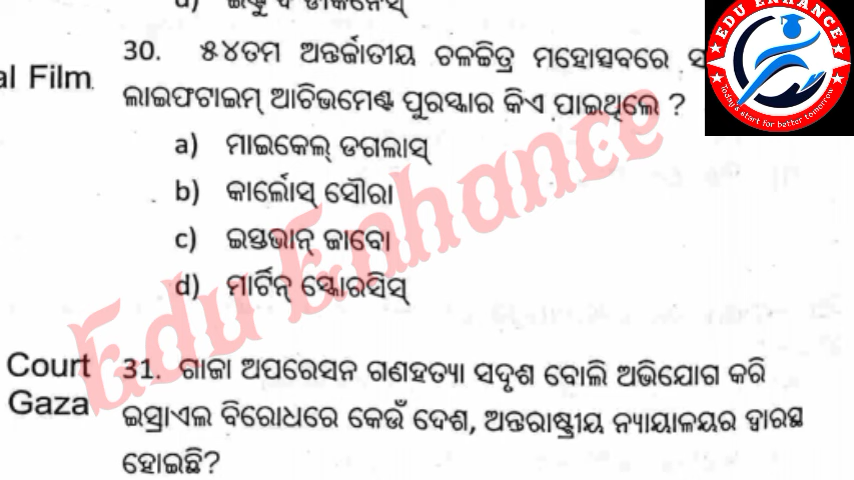 30. ୫୪ତମ ଅନ୍ତର୍ଜାତୀୟ ଚଳଚ୍ଚିତ୍ର ମହୋତ୍ସବରେ
al Film
ଲାଇଫଟାଇମ୍ ଆଚିଭମେଣ୍ଟ ପୁରସ୍କାର କିଏ ପାଇଥିଲେ ?
a) ମାଇକେଲ୍ ଡଗଲାସ୍
b) କାର୍ଲୋସ୍ ସୌରା
c) ଇସ୍ତଭାନ୍ ଜାବୋ
d) ମାର୍ଟିନ୍ ସ୍କୋରସିସ୍
Court
Gaza
31. ଗାଜା ଅପରେସନ ଗଣହତ୍ୟା ସଦୃଶ ବୋଲି ଅଭିଯୋଗ କରି
ଇସ୍ରାଏଲ ବିରୋଧରେ କେଉଁ ଦେଶ, ଅନ୍ତରାଷ୍ଟ୍ରୀୟ ନ୍ୟାୟାଳୟର ଦ୍ୱାରସ୍ଥ
ହୋଇଛି?
Edu Enhance
EDU ENHANCE
Today's start for better tomorrow